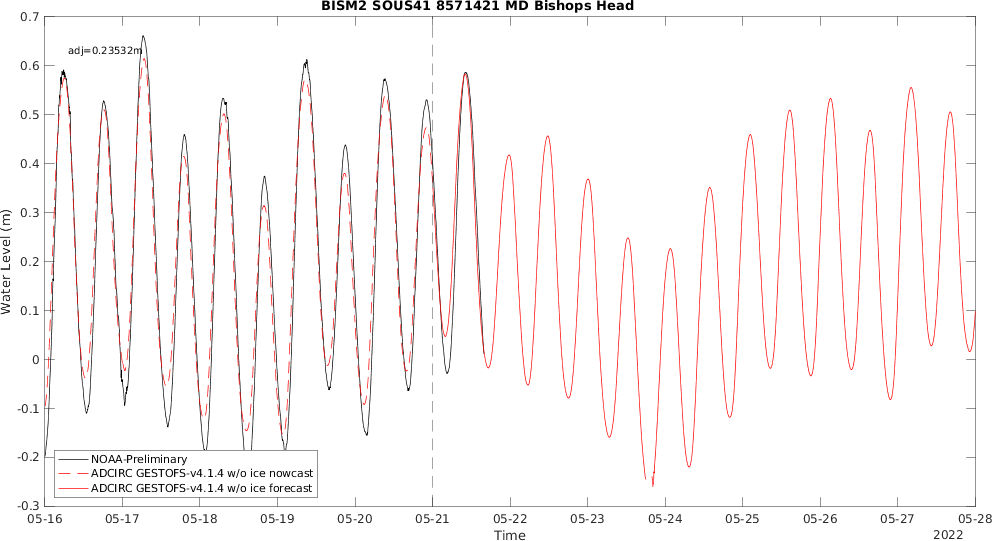 BISM2 SOUS41 8571421 MD Bishops Head
adj=0.23532m
Water Level (m)
0.7
0.6
0.5
0.4
0.3
0.2
0.1
0
-0.1
-0.2
-0.3
NOAA-Preliminary
ADCIRC GESTOFS-v4.1.4 w/o ice nowcast
ADCIRC GESTOFS-v4.1.4 w/o ice forecast
05-16 05-17 05-18 05-19 05-20 05-21 05-22 05-23 05-24 05-25 05-26 05-27 05-28
Time
2022